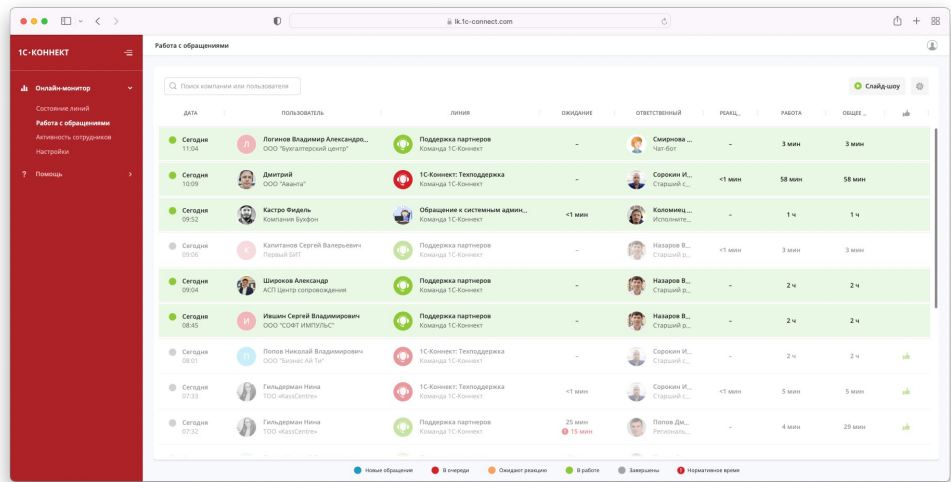 lk.1c-connect.com
1С·КОННЕКТ
Работа с обращениями
Онлайн-монитор
Состояние линий
Работа с обращениями
Активность сотрудников
Настройки
? Помощь
Поиск компании или пользователя
Слайд-шоу
ДАТА ПОЛЬЗОВАТЕЛЬ ЛИНИЯ ОЖИДАНИЕ ОТВЕТСТВЕННЫЙ РЕАКЦ... РАБОТА ОБЩЕЕ ...
Сегодня Л Логинов Владимир Александро... Поддержка партнеров – Смирнова ... – 3 мин 3 мин
11:04 ООО "Бухгалтерский центр" Команда 1С-Коннект Чат-бот
Сегодня Дмитрий 1С-Коннект: Техподдержка – Сорокин И... <1 мин 58 мин 58 мин
10:09 ООО "Аванта" Команда 1С-Коннект Старший с...
Сегодня Кастро Фидель Обращение к системным админ... <1 мин Коломиец ... – 1 ч 1 ч
09:52 Компания Бухфон Команда 1С-Коннект Исполните...
Сегодня К Капитанов Сергей Валерьевич Поддержка партнеров – Назаров В... <1 мин 3 мин 3 мин
09:06 Первый БИТ Команда 1С-Коннект Старший р...
Сегодня Широков Александр Поддержка партнеров – Назаров В... – 2 ч 2 ч
09:04 АСП Центр сопровождения Команда 1С-Коннект Старший р...
Сегодня И Ившин Сергей Владимирович Поддержка партнеров – Назаров В... – 2 ч 2 ч
08:45 ООО "СОФТ ИМПУЛЬС" Команда 1С-Коннект Старший р...
Сегодня П Попов Николай Владимирович 1С-Коннект: Техподдержка – Сорокин И... – 2 ч 2 ч
08:01 ООО "Бизнес Ай Ти" Команда 1С-Коннект Старший с...
Сегодня Гильдерман Нина 1С-Коннект: Техподдержка <1 мин Сорокин И... <1 мин 5 мин 5 мин
07:33 ТОО «KassCentre» Команда 1С-Коннект Старший с...
Сегодня Гильдерман Нина Поддержка партнеров 25 мин Попов Дм... – 4 мин 29 мин
07:32 ТОО «KassCentre» Команда 1С-Коннект 15 мин Региональ...
Новые обращение В очереди Ожидают реакцию В работе Завершены Нормативное время